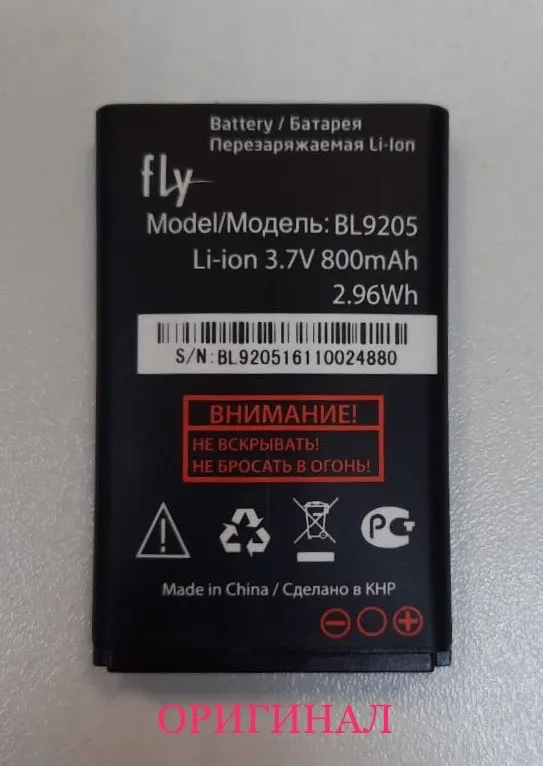 Battery / Батарея
Перезаряжаемая Li-Ion
fly
Model/Модель: BL9205
Li-ion 3.7V 800mAh
2.96Wh
S/N:BL920516110024880
ВНИМАНИЕ!
НЕ ВСКРЫВАТЬ!
НЕ БРОСАТЬ В ОГОНЬ!
Made in China / Сделано в КНР
ОРИГИНАЛ